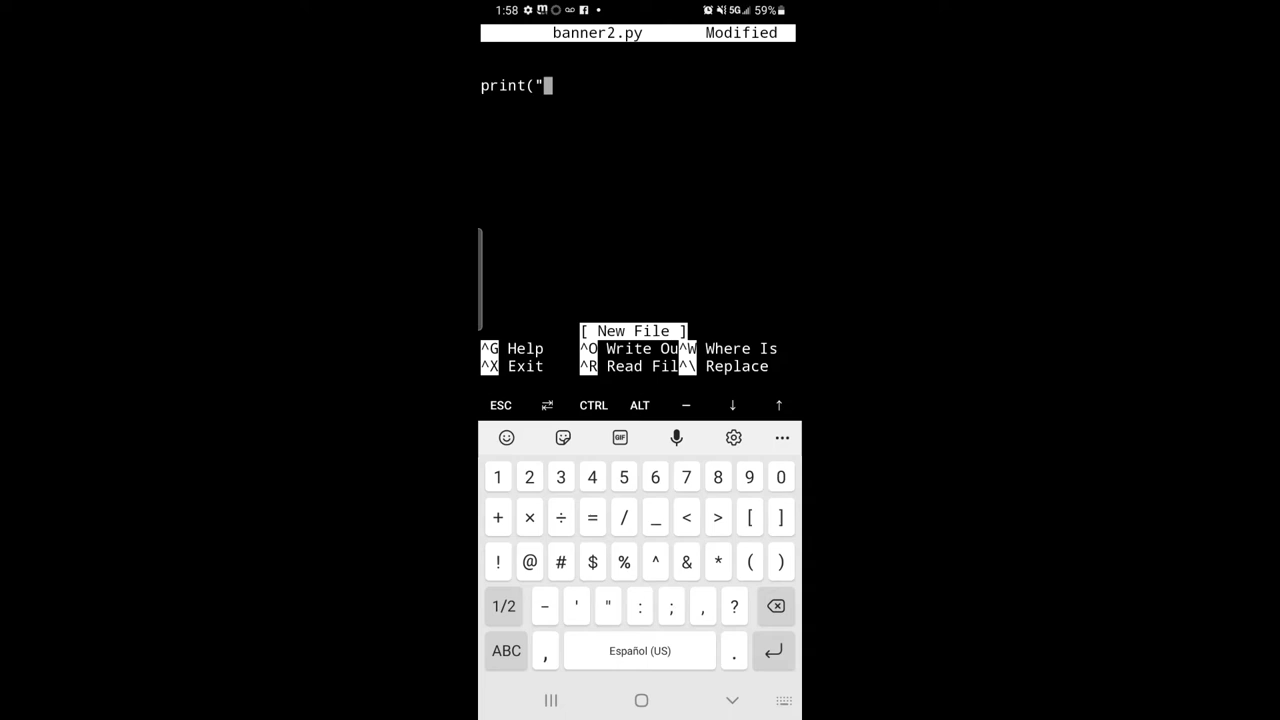 1:58 5G 59%
banner2.py Modified
print("
[ New File ]
^G Help ^O Write Ou^W Where Is
^X Exit ^R Read Fil^\ Replace
ESC CTRL ALT — ↓ ↑
GIF
1 2 3 4 5 6 7 8 9 0
+ × ÷ = / _ < > [ ]
! @ # $ % ^ & * ( )
1/2 - ' " : ; , ?
ABC , Español (US) .